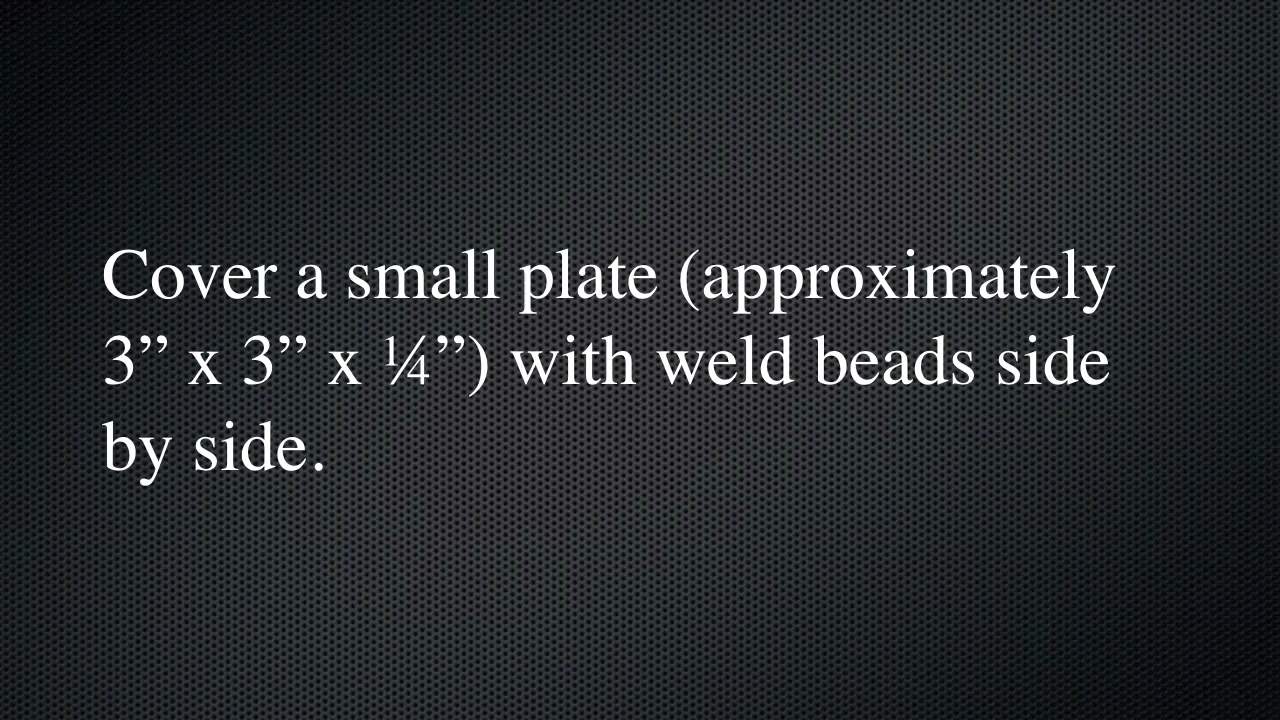 Cover a small plate (approximately
3” x 3” x ¼”) with weld beads side
by side.